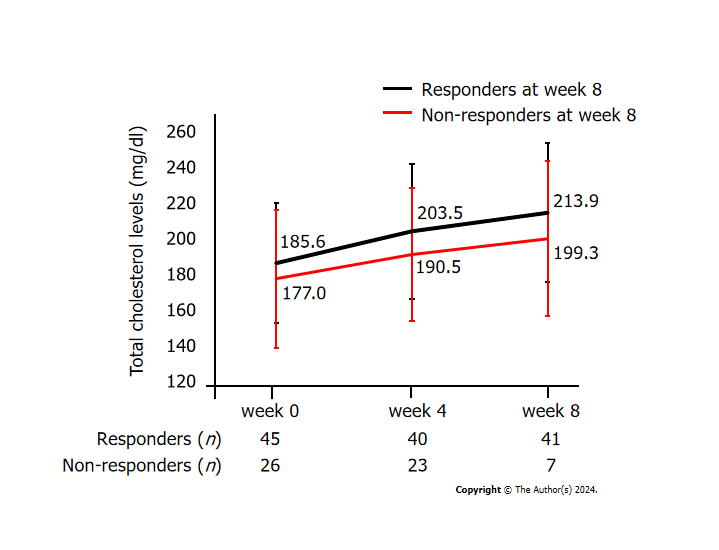 Responders at week 8
Non-responders at week 8
Total cholesterol levels (mg/dl)
260
240
220
200
180
160
140
120
185.6
203.5
213.9
177.0
190.5
199.3
week 0 week 4 week 8
Responders (n) 45 40 41
Non-responders (n) 26 23 7
Copyright © The Author(s) 2024.